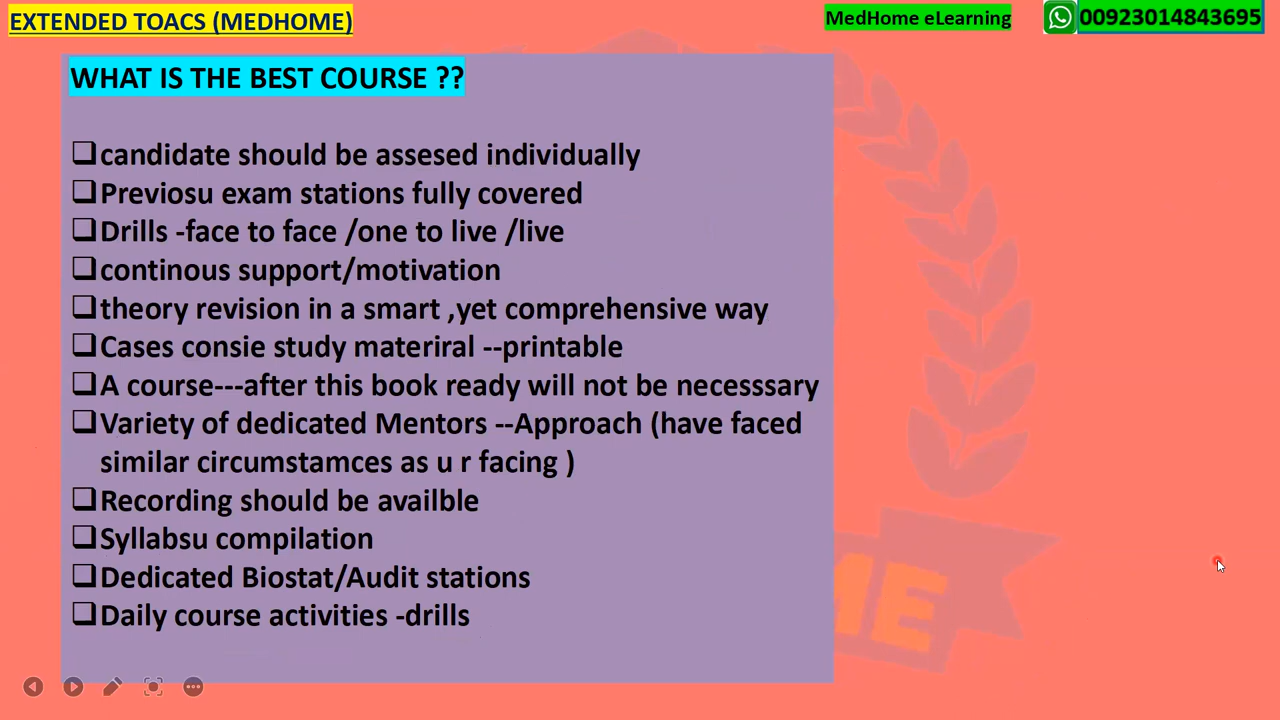 EXTENDED TOACS (MEDHOME)
MedHome eLearning
00923014843695
WHAT IS THE BEST COURSE ??
❑candidate should be assesed individually
❑Previosu exam stations fully covered
❑Drills -face to face /one to live /live
❑continous support/motivation
❑theory revision in a smart ,yet comprehensive way
❑Cases consie study materiral --printable
❑A course---after this book ready will not be necesssary
❑Variety of dedicated Mentors --Approach (have faced
similar circumstamces as u r facing )
❑Recording should be availble
❑Syllabsu compilation
❑Dedicated Biostat/Audit stations
❑Daily course activities -drills
ME